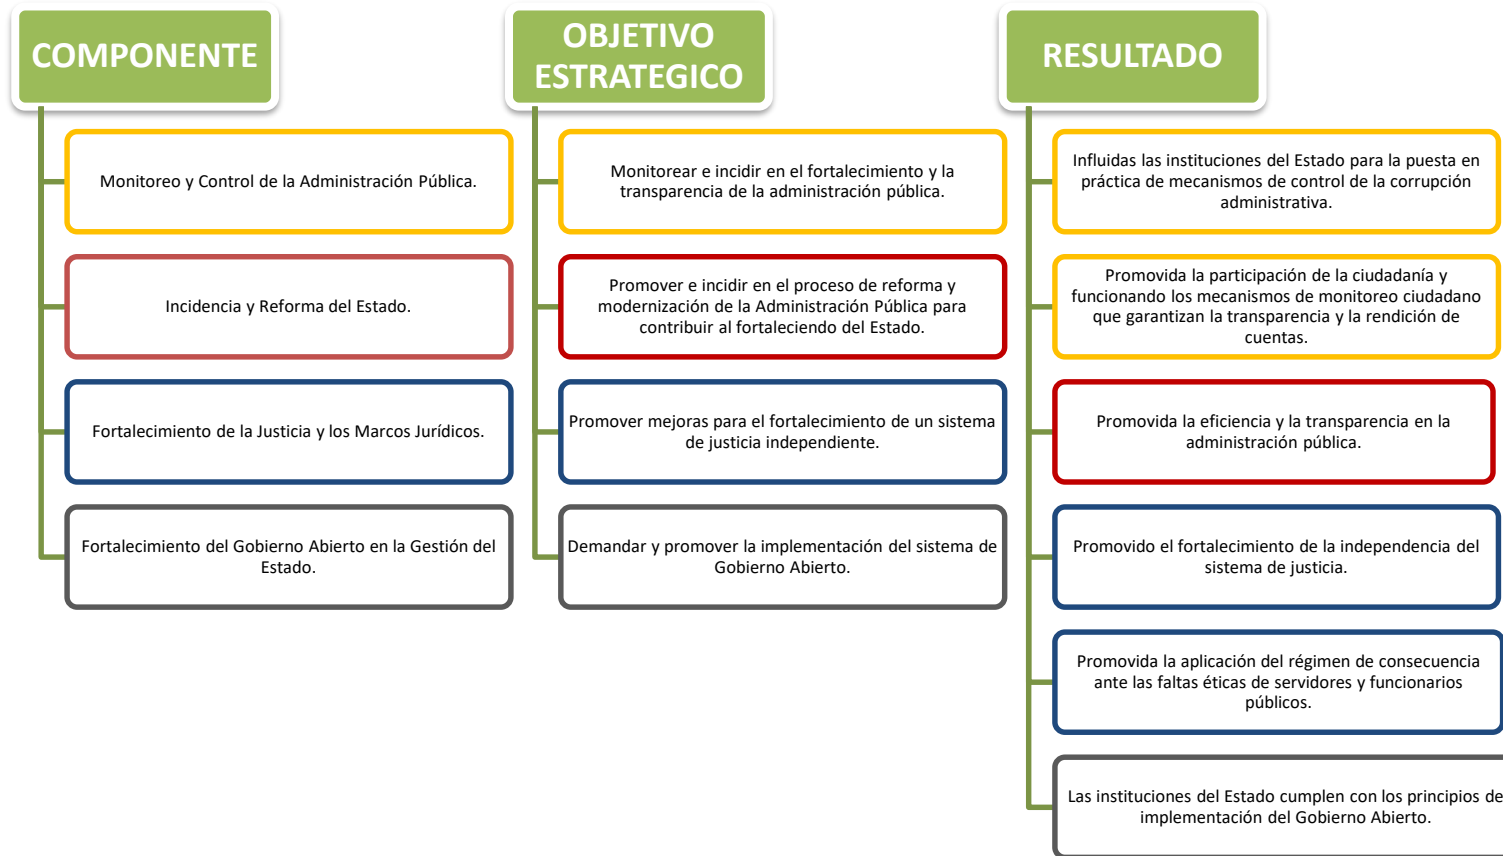 COMPONENTE
Monitoreo y Control de la Administración Pública.
Incidencia y Reforma del Estado.
Fortalecimiento de la Justicia y los Marcos Jurídicos.
Fortalecimiento del Gobierno Abierto en la Gestión del
Estado.
OBJETIVO
ESTRATEGICO
Monitorear e incidir en el fortalecimiento y la
transparencia de la administración pública.
Promover e incidir en el proceso de reforma y
modernización de la Administración Pública para
contribuir al fortaleciendo del Estado.
Promover mejoras para el fortalecimiento de un sistema
de justicia independiente.
Demandar y promover la implementación del sistema de
Gobierno Abierto.
RESULTADO
Influidas las instituciones del Estado para la puesta en
práctica de mecanismos de control de la corrupción
administrativa.
Promovida la participación de la ciudadanía y
funcionando los mecanismos de monitoreo ciudadano
que garantizan la transparencia y la rendición de
cuentas.
Promovida la eficiencia y la transparencia en la
administración pública.
Promovido el fortalecimiento de la independencia del
sistema de justicia.
Promovida la aplicación del régimen de consecuencia
ante las faltas éticas de servidores y funcionarios
públicos.
Las instituciones del Estado cumplen con los principios de
implementación del Gobierno Abierto.